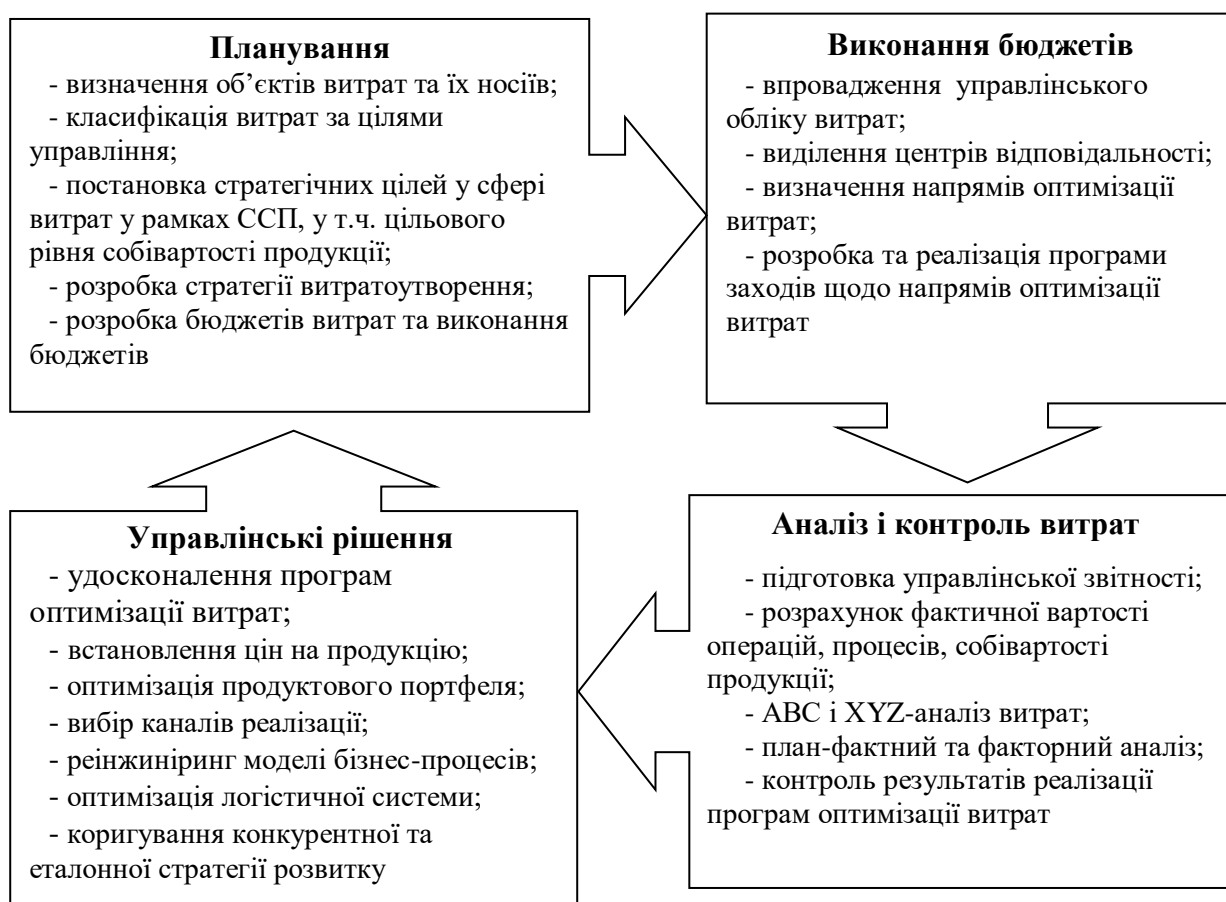 Планування
- визначення об’єктів витрат та їх носіїв;
- класифікація витрат за цілями
управління;
- постановка стратегічних цілей у сфері
витрат у рамках ССП, у т.ч. цільового
рівня собівартості продукції;
- розробка стратегії витратоутворення;
- розробка бюджетів витрат та виконання
бюджетів
Виконання бюджетів
- впровадження управлінського
обліку витрат;
- виділення центрів відповідальності;
- визначення напрямів оптимізації
витрат;
- розробка та реалізація програми
заходів щодо напрямів оптимізації
витрат
Аналіз і контроль витрат
- підготовка управлінської звітності;
- розрахунок фактичної вартості
операцій, процесів, собівартості
продукції;
- ABC і XYZ-аналіз витрат;
- план-фактний та факторний аналіз;
- контроль результатів реалізації
програм оптимізації витрат
Управлінські рішення
- удосконалення програм
оптимізації витрат;
- встановлення цін на продукцію;
- оптимізація продуктового портфеля;
- вибір каналів реалізації;
- реінжиніринг моделі бізнес-процесів;
- оптимізація логістичної системи;
- коригування конкурентної та
еталонної стратегії розвитку